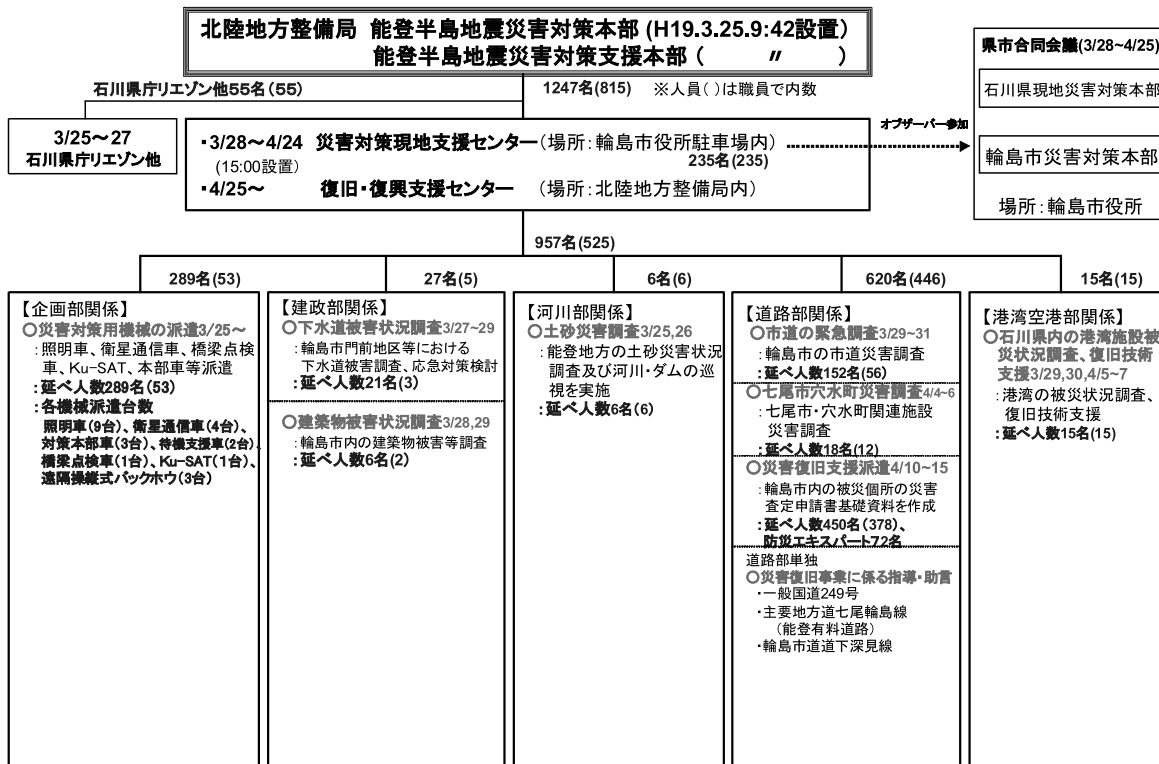 北陸地方整備局 能登半島地震災害対策本部(H19.3.25.9:42設置)
能登半島地震災害対策支援本部( 〃 )
石川県庁リエゾン他55名(55)
1247名(815) ※人員( )は職員で内数
3/25～27
石川県庁リエゾン他
・3/28～4/24 災害対策現地支援センター(場所:輪島市役所駐車場内)
(15:00設置)
235名(235)
・4/25～ 復旧・復興支援センター (場所:北陸地方整備局内)
オブザーバー参加
県市合同会議(3/28~4/25)
石川県現地災害対策本部
輪島市災害対策本部
場所:輪島市役所
957名(525)
289名(53)
【企画部関係】
○災害対策用機械の派遣3/25～
:照明車、衛星通信車、橋梁点検
車、Ku-SAT、本部車等派遣
:延べ人数289名(53)
:各機械派遣台数
照明車(9台)、衛星通信車(4台)、
対策本部車(3台)、待機支援車(2台)、
橋梁点検車(1台)、Ku-SAT(1台)、
遠隔操縦式バックホウ(3台)
27名(5)
【建政部関係】
○下水道被害状況調査3/27~29
:輪島市門前地区等における
下水道被害調査、応急対策検討
:延べ人数21名(3)
○建築物被害状況調査3/28,29
:輪島市内の建築物被害等調査
:延べ人数6名(2)
6名(6)
【河川部関係】
○土砂災害調査3/25,26
:能登地方の土砂災害状況
調査及び河川・ダムの巡
視を実施
:延べ人数6名(6)
620名(446)
【道路部関係】
○市道の緊急調査3/29~31
:輪島市の市道災害調査
:延べ人数152名(56)
○七尾市穴水町災害調査4/4~6
:七尾市・穴水町関連施設
災害調査
:延べ人数18名(12)
○災害復旧支援派遣4/10~15
:輪島市内の被災個所の災害
査定申請書基礎資料を作成
:延べ人数450名(378)、
防災エキスパート72名
道路部単独
○災害復旧事業に係る指導・助言
・一般国道249号
・主要地方道七尾輪島線
(能登有料道路)
・輪島市道道下深見線
15名(15)
【港湾空港部関係】
○石川県内の港湾施設被
災状況調査、復旧技術
支援3/29,30,4/5~7
:港湾の被災状況調査、
復旧技術支援
:延べ人数15名(15)